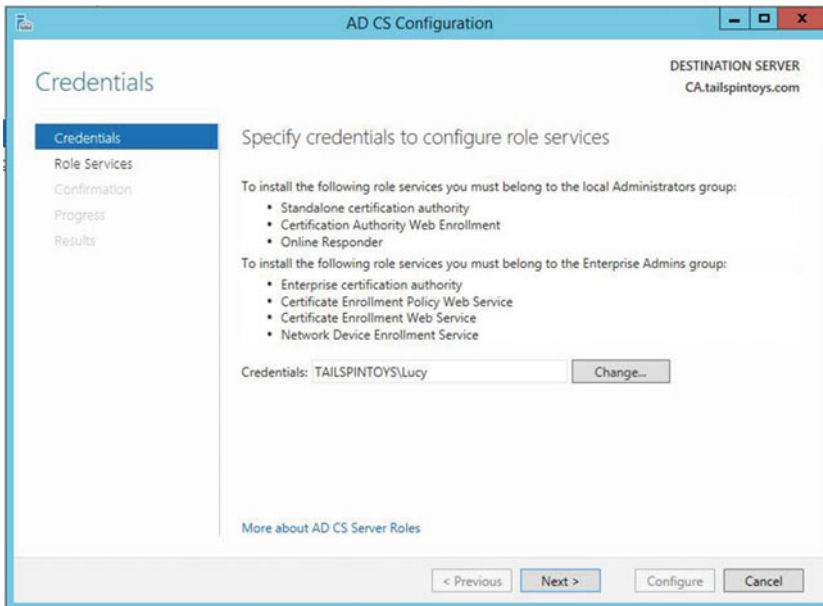 AD CS Configuration
Credentials
DESTINATION SERVER
CA.tailspintoys.com
Credentials
Role Services
Confirmation
Progress
Results
Specify credentials to configure role services
To install the following role services you must belong to the local Administrators group:
• Standalone certification authority
• Certification Authority Web Enrollment
• Online Responder
To install the following role services you must belong to the Enterprise Admins group:
• Enterprise certification authority
• Certificate Enrollment Policy Web Service
• Certificate Enrollment Web Service
• Network Device Enrollment Service
Credentials: TAILSPINTOYS\Lucy Change...
More about AD CS Server Roles
< Previous Next > Configure Cancel